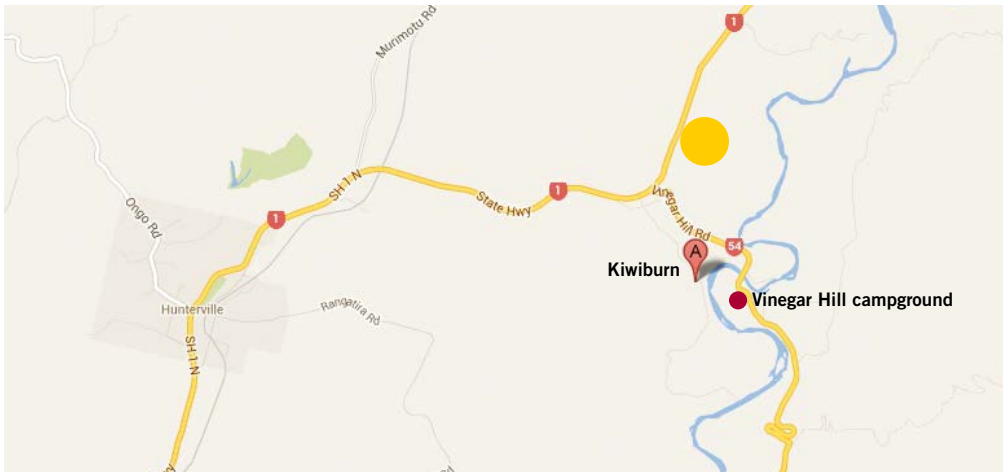 1
Murimotu Rd
SH 1 N
State Hwy
1
Vinegar Hill Rd
Ongo Rd
1
54
A
Kiwiburn
Vinegar Hill campground
Hunterville
Rangatira Rd
SH 1 N